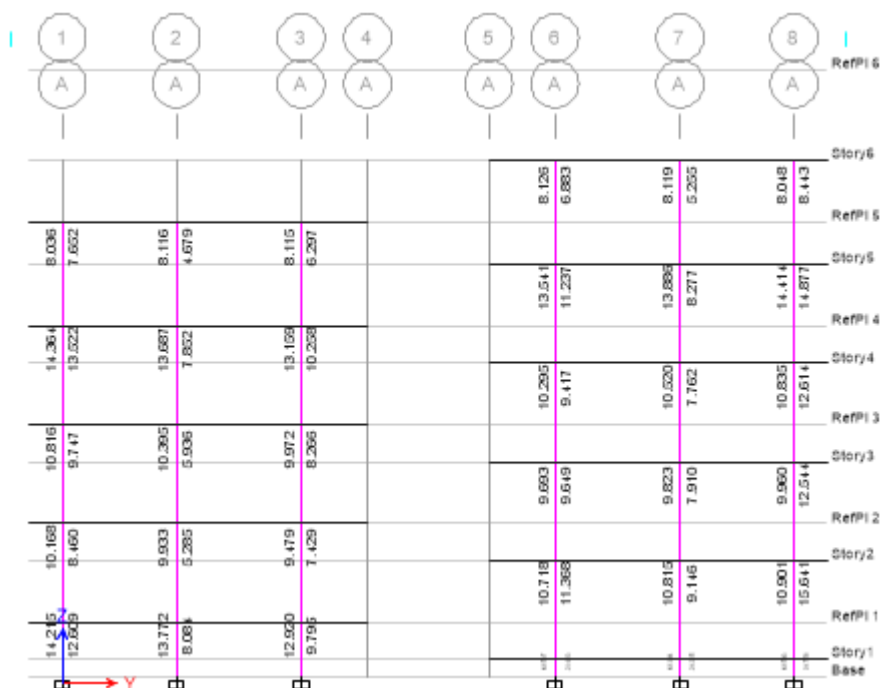 1 2 3 4 5 6 7 8
A A A A A A A A
RefPl 6
Story6
8.126 6.883 8.119 5.255 8.048 8.443
RefPl 5
8.036 7.652 8.116 4.679 8.115 6.297
Story5
13.541 11.237 13.886 8.277 14.414 14.877
RefPl 4
14.364 13.522 13.687 7.852 13.159 10.258
Story4
10.295 9.417 10.520 7.762 10.835 12.614
RefPl 3
10.816 9.747 10.395 5.936 9.972 8.266
Story3
9.693 9.649 9.823 7.910 9.960 12.544
RefPl 2
10.168 8.460 9.933 5.285 9.479 7.429
Story2
10.718 11.368 10.815 9.146 10.901 15.641
RefPl 1
14.215 12.609 13.772 8.084 12.920 9.795
Story1
Base
Z
Y